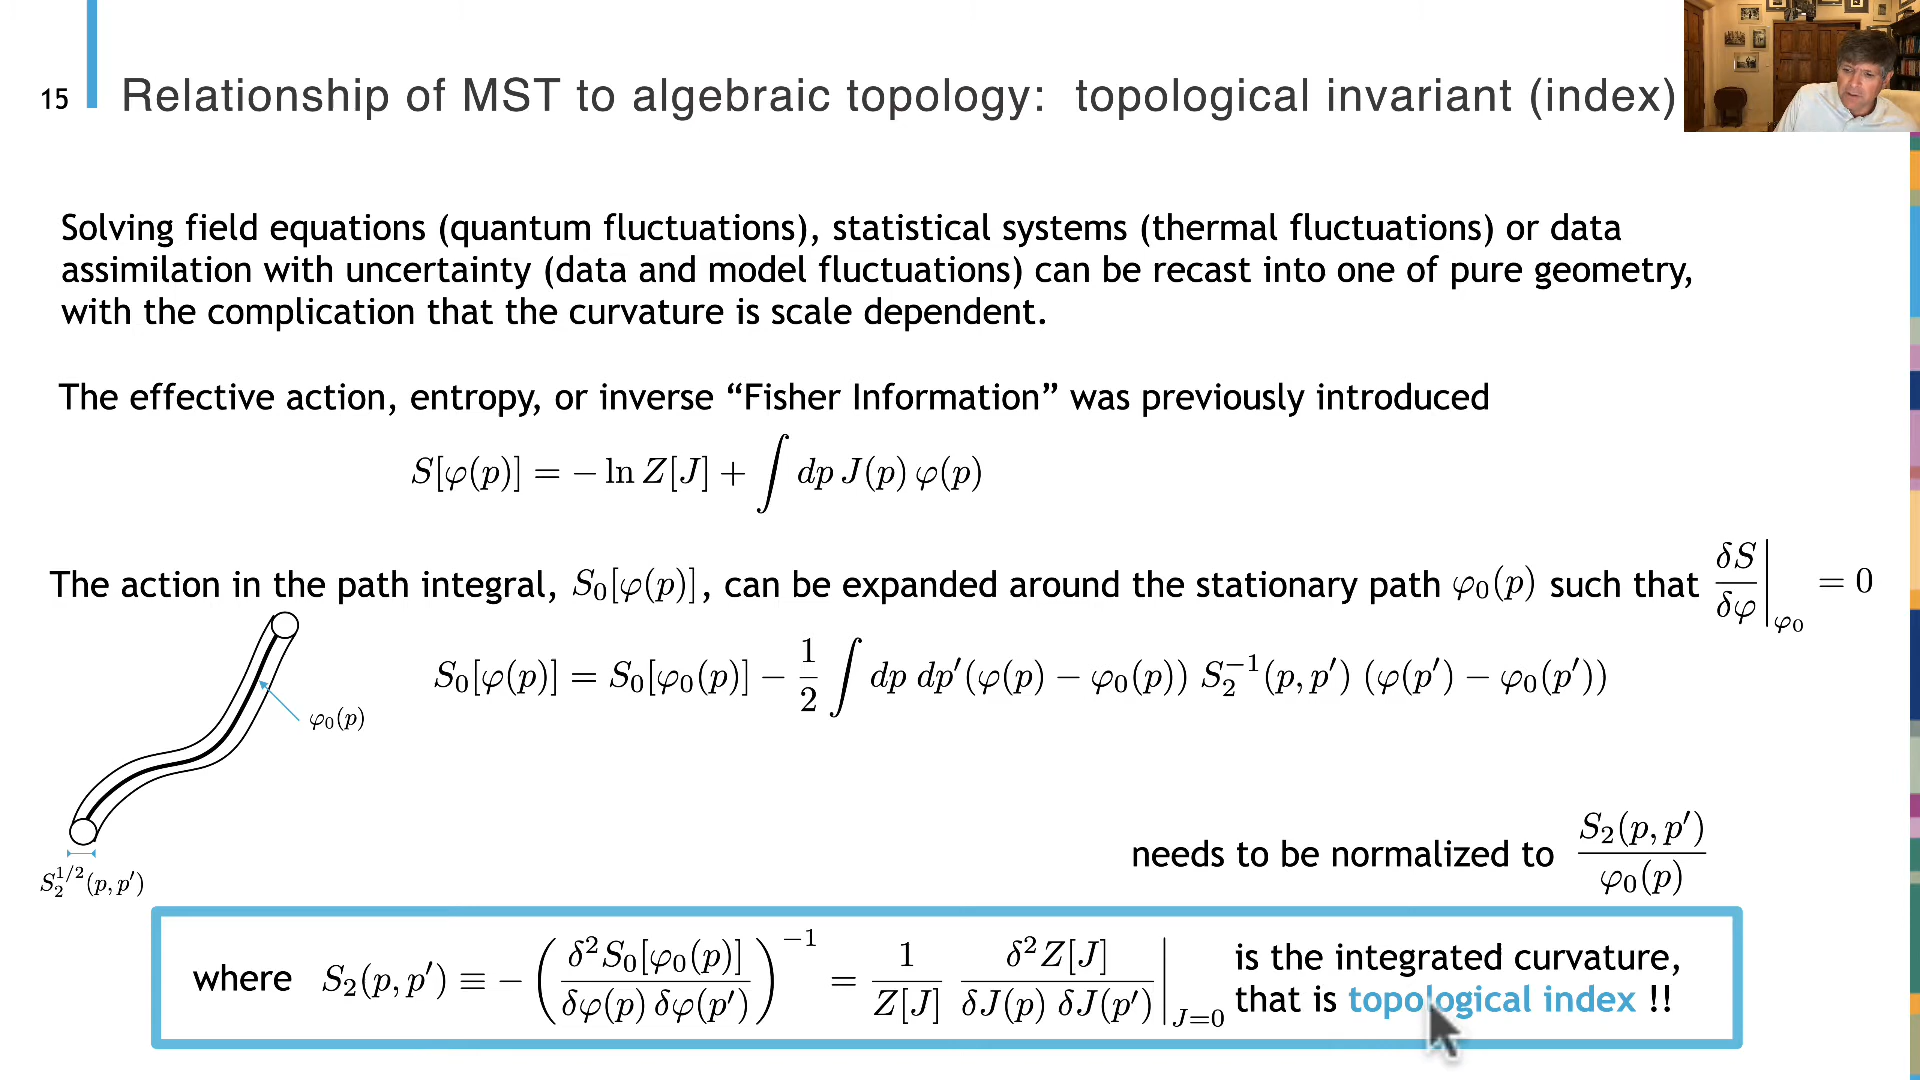 15
Relationship of MST to algebraic topology: topological invariant (index)
Solving field equations (quantum fluctuations), statistical systems (thermal fluctuations) or data
assimilation with uncertainty (data and model fluctuations) can be recast into one of pure geometry,
with the complication that the curvature is scale dependent.
The effective action, entropy, or inverse “Fisher Information” was previously introduced
S[φ(p)] = − ln Z[J] + ∫ dp J(p) φ(p)
The action in the path integral, S₀[φ(p)], can be expanded around the stationary path φ₀(p) such that δS/δφ|_φ₀ = 0
S₀[φ(p)] = S₀[φ₀(p)] − 1/2 ∫ dp dp′(φ(p) − φ₀(p)) S₂⁻¹(p, p′) (φ(p′) − φ₀(p′))
φ₀(p)
S₂^{1/2}(p, p′)
needs to be normalized to S₂(p, p′)/φ₀(p)
where S₂(p, p′) ≡ − (δ²S₀[φ₀(p)]/δφ(p) δφ(p′))⁻¹ = 1/Z[J] δ²Z[J]/δJ(p) δJ(p′)|_J=0
is the integrated curvature,
that is topological index !!